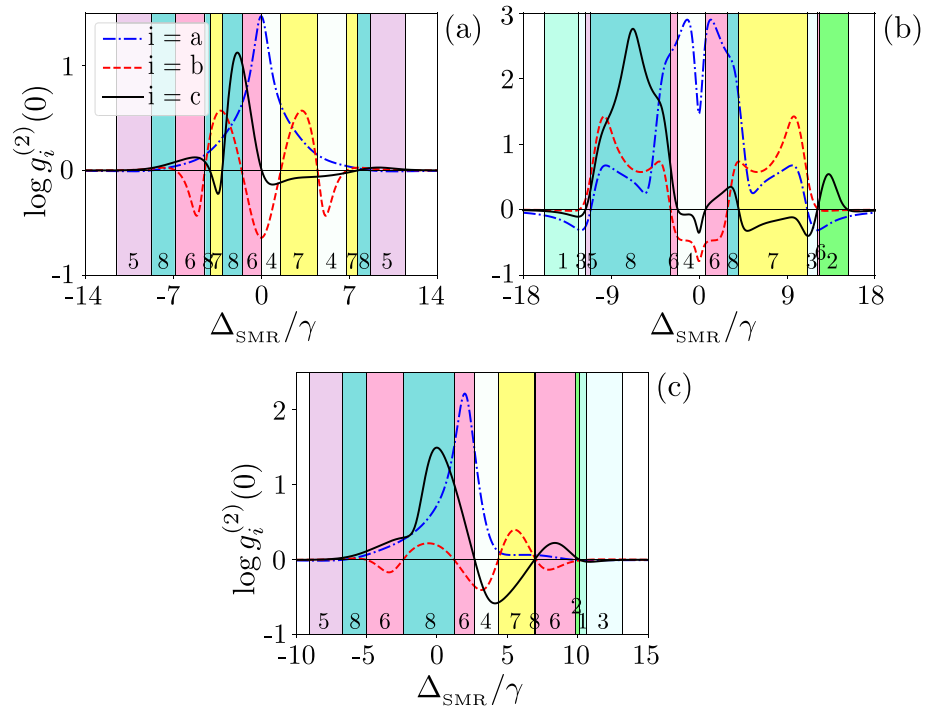 (a)
i = a
i = b
i = c
log g_i^{(2)}(0)
1
0
-1
5 8 6 8 7 8 6 4 7 4 7 8 5
-14 -7 0 7 14
Δ_SMR/γ
(b)
3
2
1
0
-1
1 3 5 8 6 4 6 8 7 3 6 2
-18 -9 0 9 18
Δ_SMR/γ
(c)
log g_i^{(2)}(0)
2
1
0
-1
5 8 6 8 6 4 7 8 6 2 1 3
-10 -5 0 5 10 15
Δ_SMR/γ